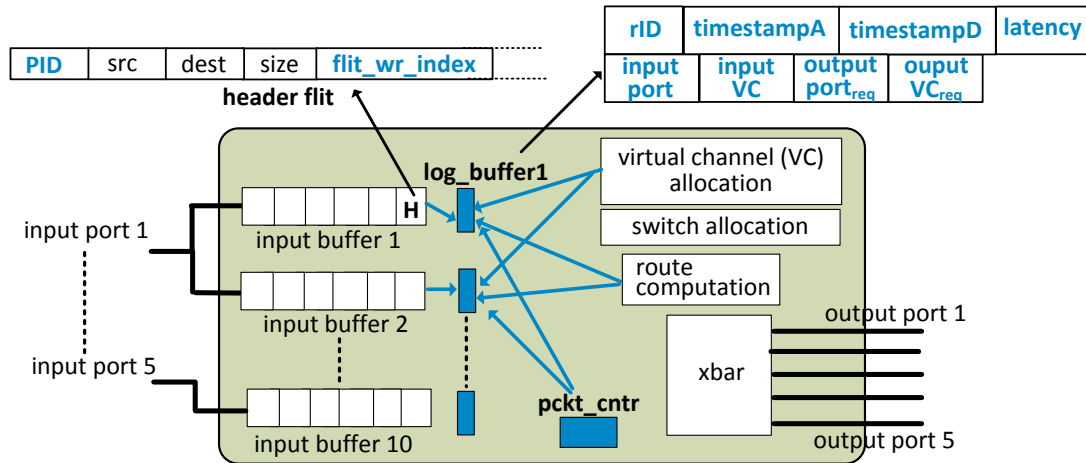 rID timestampA timestampD latency
input port input VC output portreq ouput VCreq
PID src dest size flit_wr_index
header flit
log_buffer1
virtual channel (VC) allocation
H
input port 1
input buffer 1
switch allocation
route computation
input buffer 2
output port 1
input port 5
xbar
pckt_cntr
input buffer 10
output port 5